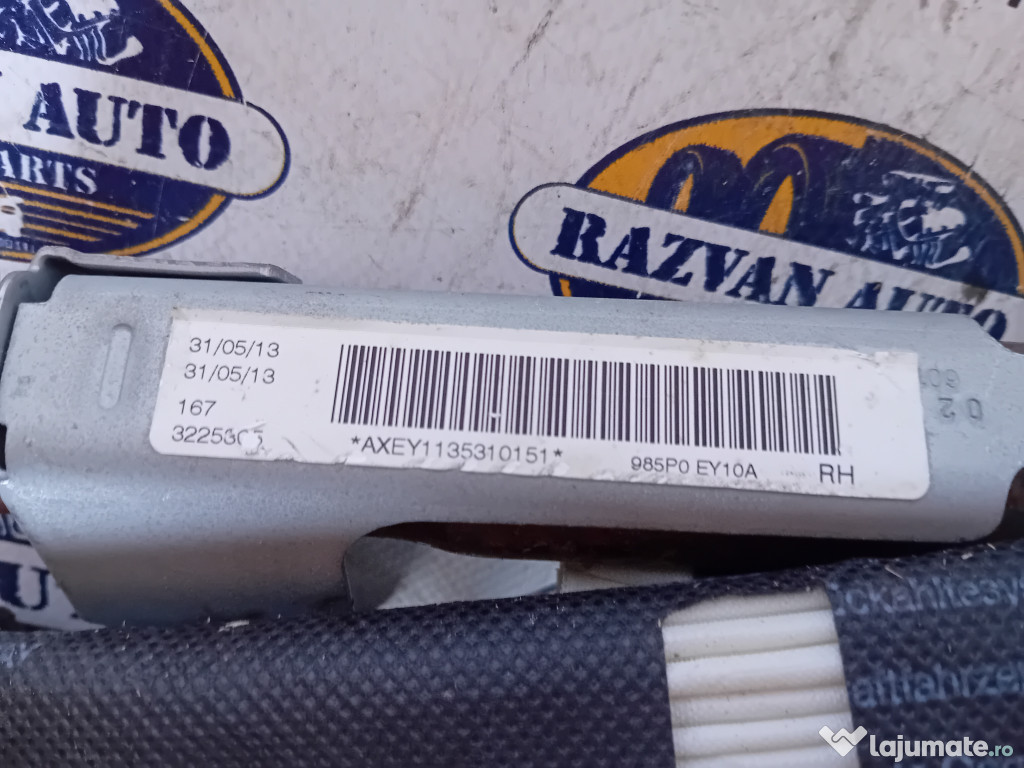 AUTO
ARTS
RAZVAN AUTO
31/05/13
31/05/13
167
*AXEY1135310151*
985P0 EY10A
RH
lajumate.ro